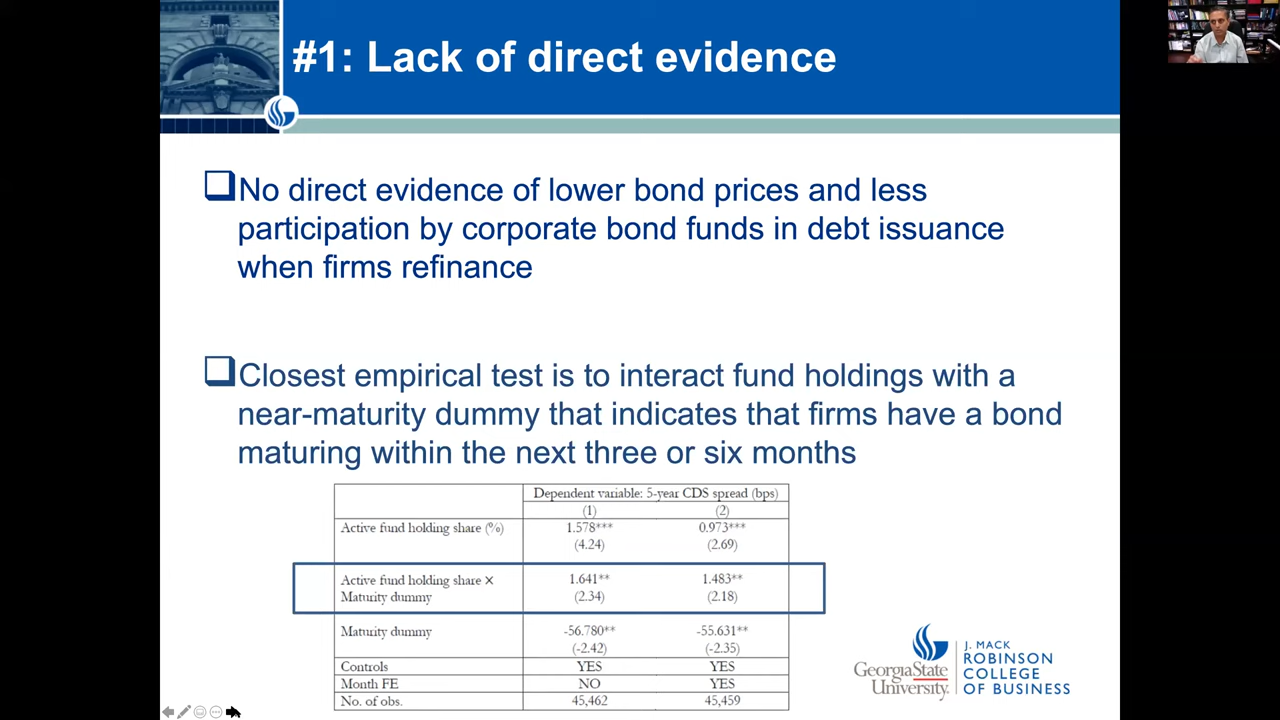 #1: Lack of direct evidence
No direct evidence of lower bond prices and less
participation by corporate bond funds in debt issuance
when firms refinance
Closest empirical test is to interact fund holdings with a
near-maturity dummy that indicates that firms have a bond
maturing within the next three or six months
Dependent variable: 5-year CDS spread (bps)
(1) (2)
Active fund holding share (%) 1.578*** 0.973***
(4.24) (2.69)
Active fund holding share × 1.641** 1.483**
Maturity dummy (2.34) (2.18)
Maturity dummy -56.780** -55.631**
(-2.42) (-2.35)
Controls YES YES
Month FE NO YES
No. of obs. 45,462 45,459
GeorgiaState
University.
J. MACK
ROBINSON
COLLEGE
OF BUSINESS